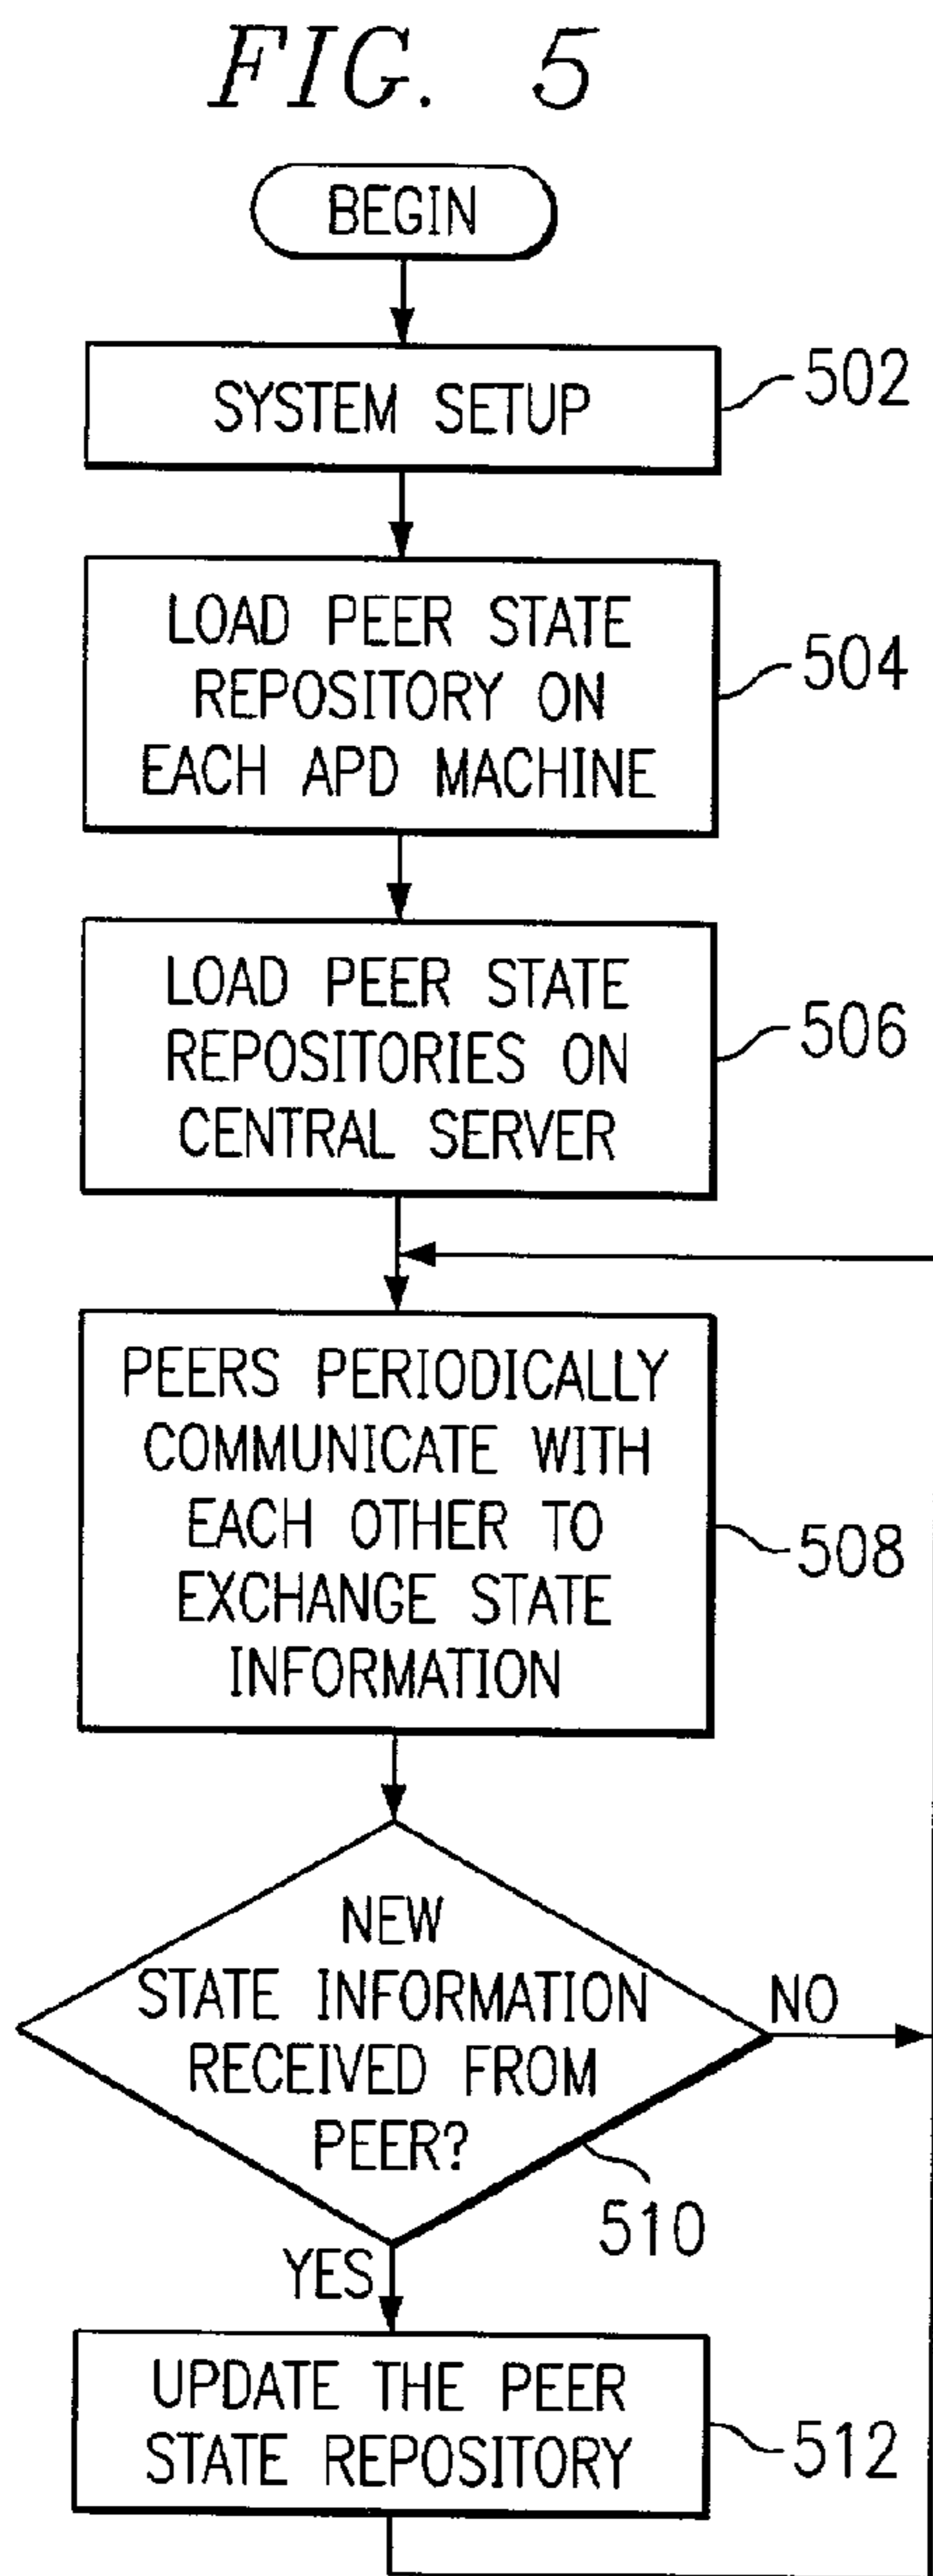 FIG. 5
BEGIN
SYSTEM SETUP
502
LOAD PEER STATE
REPOSITORY ON
EACH APD MACHINE
504
LOAD PEER STATE
REPOSITORIES ON
CENTRAL SERVER
506
PEERS PERIODICALLY
COMMUNICATE WITH
EACH OTHER TO
EXCHANGE STATE
INFORMATION
508
NEW
STATE INFORMATION
RECEIVED FROM
PEER?
NO
510
YES
UPDATE THE PEER
STATE REPOSITORY
512